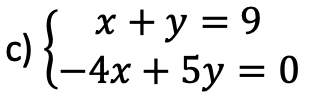 c) { x + y = 9
−4x + 5y = 0